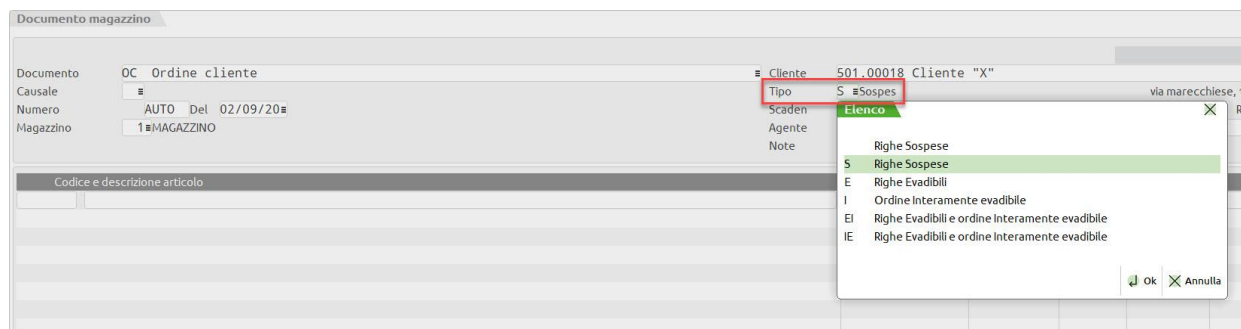 Documento magazzino
Documento OC Ordine cliente Cliente 501.00018 Cliente "X"
Causale Tipo S Sospes via marecchiese,
Numero AUTO Del 02/09/20 Scaden Elenco
Magazzino 1 MAGAZZINO Agente
Note Righe Sospese
S Righe Sospese
Codice e descrizione articolo E Righe Evadibili
I Ordine Interamente evadibile
EI Righe Evadibili e ordine Interamente evadibile
IE Righe Evadibili e ordine Interamente evadibile
Ok Annulla